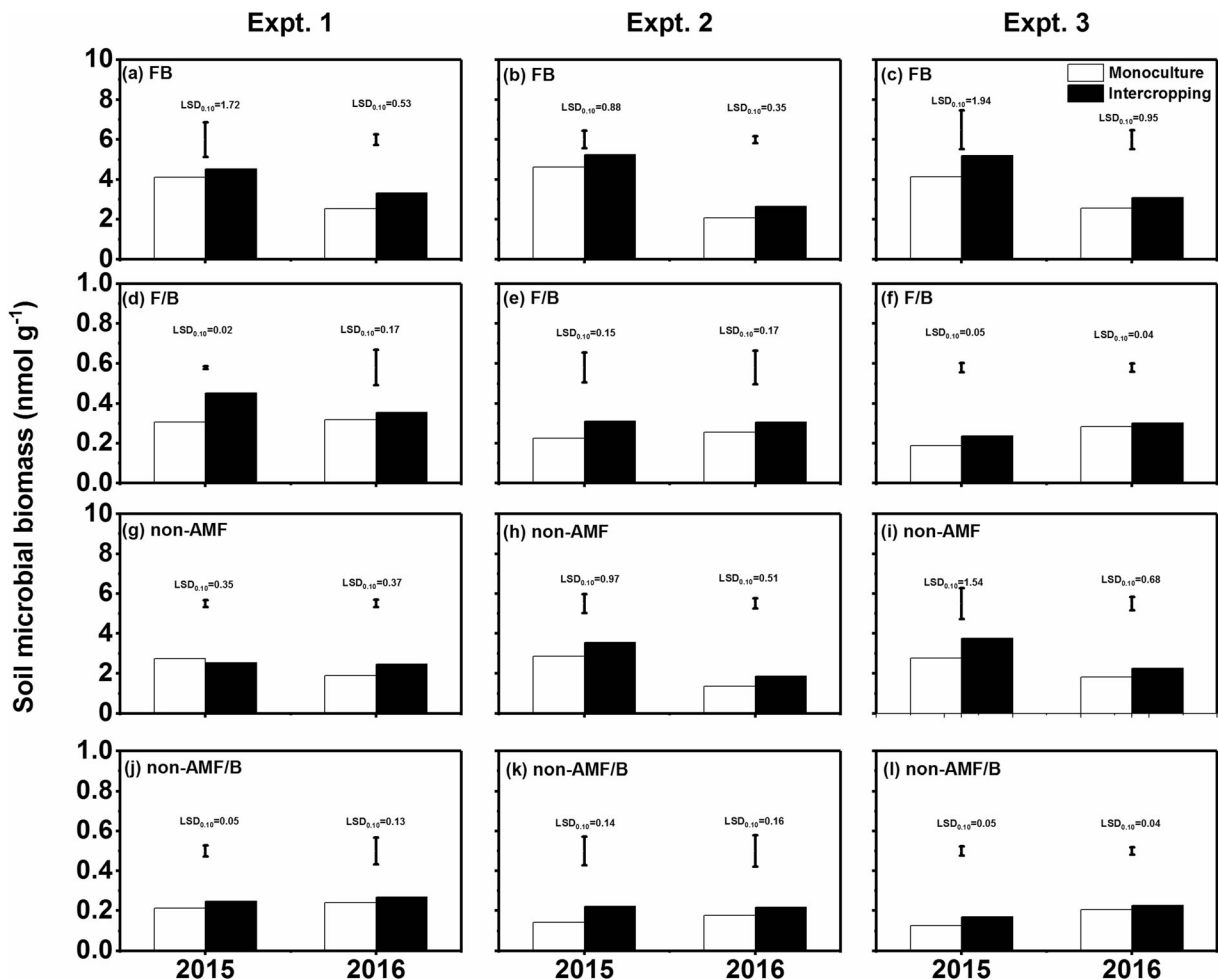 Expt. 1 Expt. 2 Expt. 3
Soil microbial biomass (nmol g⁻¹)
10 (a) FB (b) FB (c) FB Monoculture
Intercropping
LSD0.10=1.72 LSD0.10=0.53 LSD0.10=0.88 LSD0.10=0.35 LSD0.10=1.94 LSD0.10=0.95
8
6
4
2
0
1.0 (d) F/B (e) F/B (f) F/B
0.8
LSD0.10=0.02 LSD0.10=0.17 LSD0.10=0.15 LSD0.10=0.17 LSD0.10=0.05 LSD0.10=0.04
0.6
0.4
0.2
0.0
10 (g) non-AMF (h) non-AMF (i) non-AMF
8
LSD0.10=0.35 LSD0.10=0.37 LSD0.10=0.97 LSD0.10=0.51 LSD0.10=1.54 LSD0.10=0.68
6
4
2
0
1.0 (j) non-AMF/B (k) non-AMF/B (l) non-AMF/B
0.8
LSD0.10=0.05 LSD0.10=0.13 LSD0.10=0.14 LSD0.10=0.16 LSD0.10=0.05 LSD0.10=0.04
0.6
0.4
0.2
0.0
2015 2016 2015 2016 2015 2016